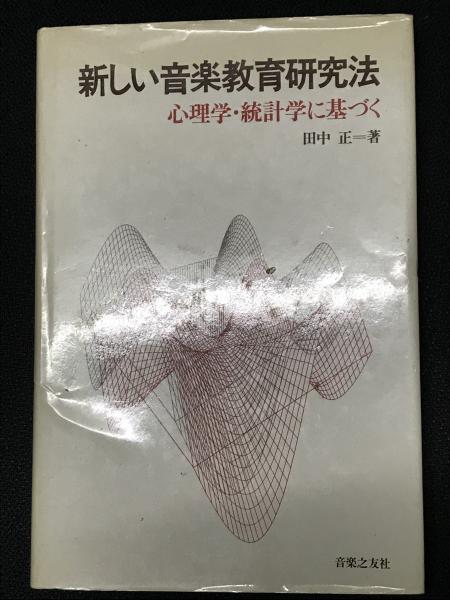 新しい音楽教育研究法
心理学・統計学に基づく
田中 正＝著
音楽之友社